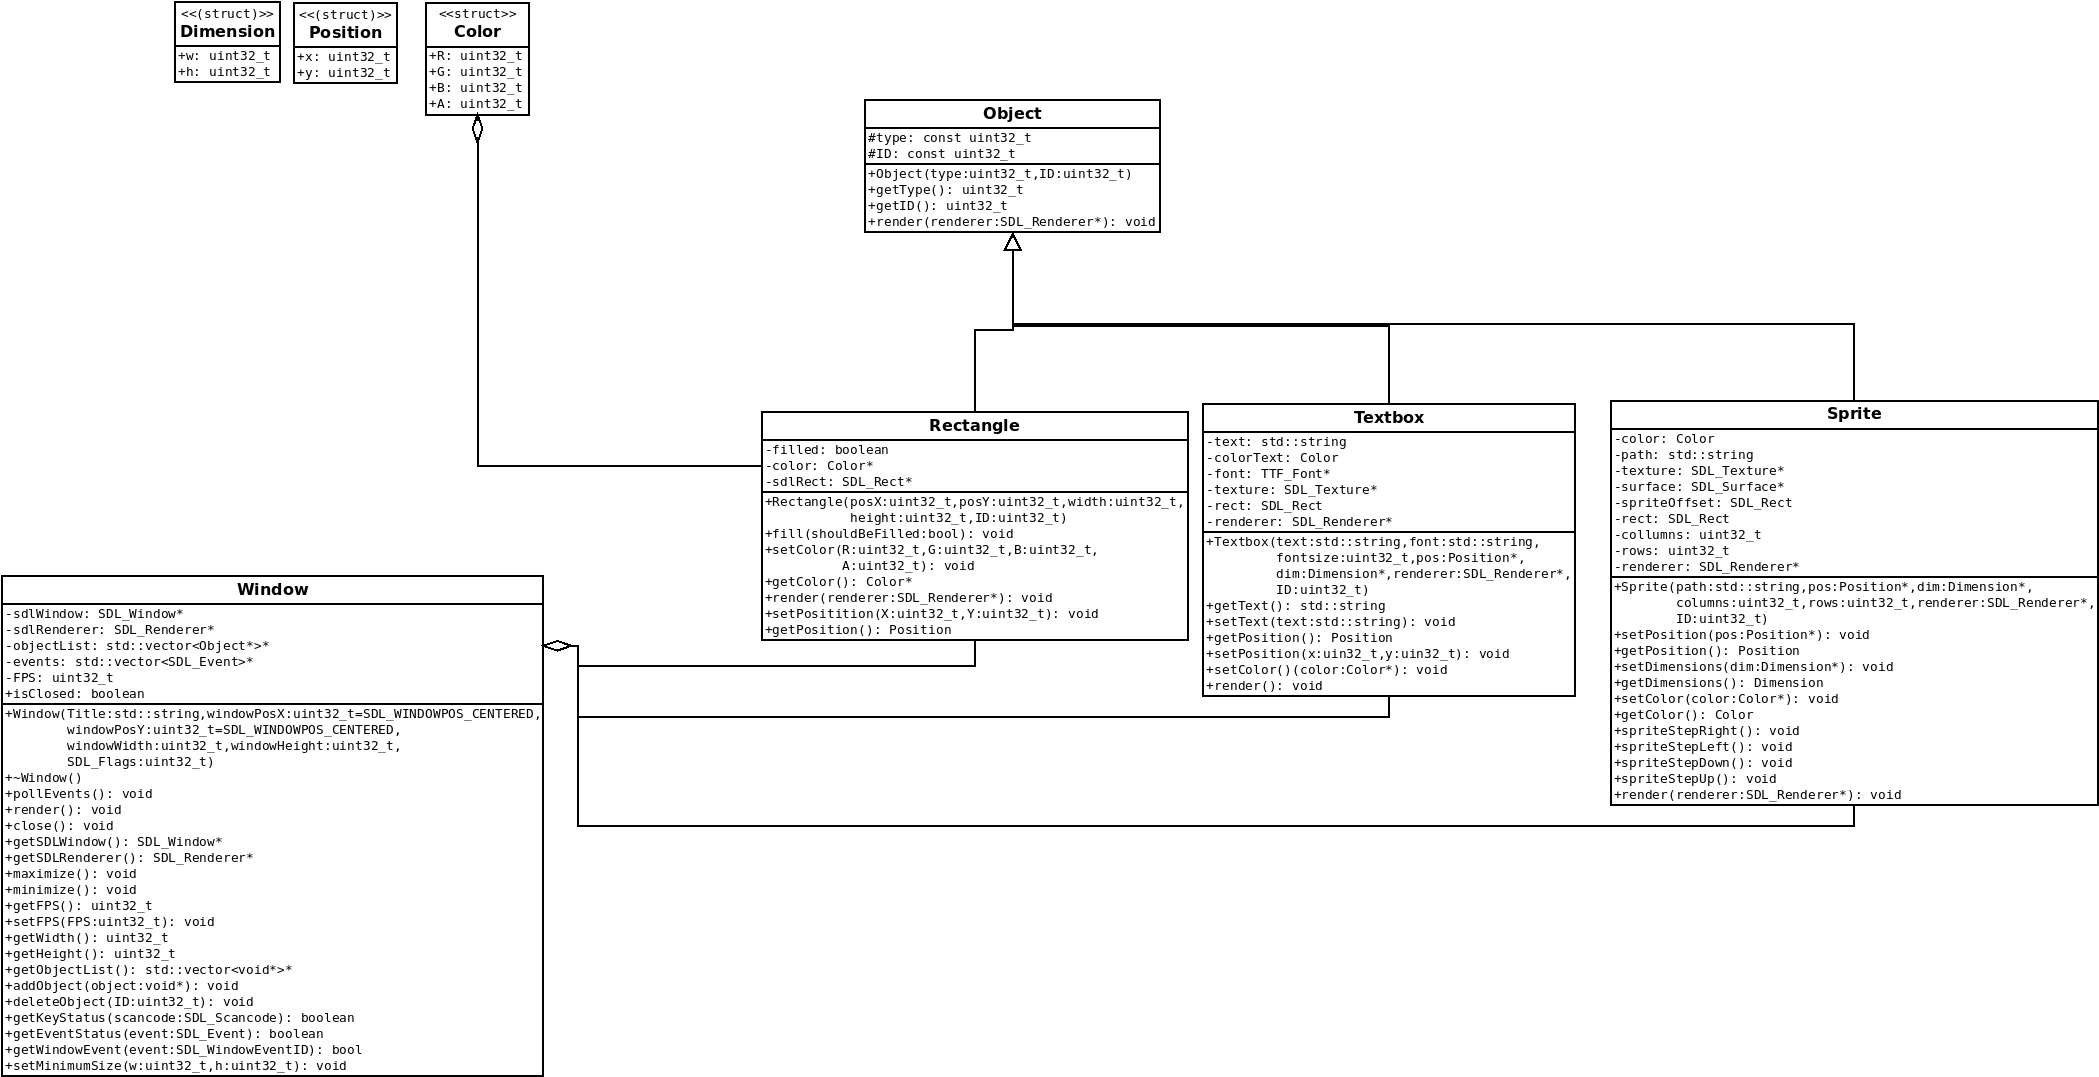 <<(struct)>>
Dimension
+w: uint32_t
+h: uint32_t
<<(struct)>>
Position
+x: uint32_t
+y: uint32_t
<<struct>>
Color
+R: uint32_t
+G: uint32_t
+B: uint32_t
+A: uint32_t
Object
#type: const uint32_t
#ID: const uint32_t
+Object(type:uint32_t,ID:uint32_t)
+getType(): uint32_t
+getID(): uint32_t
+render(renderer:SDL_Renderer*): void
Rectangle
-filled: boolean
-color: Color*
-sdlRect: SDL_Rect*
+Rectangle(posX:uint32_t,posY:uint32_t,width:uint32_t,
height:uint32_t,ID:uint32_t)
+fill(shouldBeFilled:bool): void
+setColor(R:uint32_t,G:uint32_t,B:uint32_t,
A:uint32_t): void
+getColor(): Color*
+render(renderer:SDL_Renderer*): void
+setPositition(X:uint32_t,Y:uint32_t): void
+getPosition(): Position
Textbox
-text: std::string
-colorText: Color
-font: TTF_Font*
-texture: SDL_Texture*
-rect: SDL_Rect
-renderer: SDL_Renderer*
+Textbox(text:std::string,font:std::string,
fontsize:uint32_t,pos:Position*,
dim:Dimension*,renderer:SDL_Renderer*,
ID:uint32_t)
+getText(): std::string
+setText(text:std::string): void
+getPosition(): Position
+setPosition(x:uin32_t,y:uin32_t): void
+setColor()(color:Color*): void
+render(): void
Sprite
-color: Color
-path: std::string
-texture: SDL_Texture*
-surface: SDL_Surface*
-spriteOffset: SDL_Rect
-rect: SDL_Rect
-collumns: uint32_t
-rows: uint32_t
-renderer: SDL_Renderer*
+Sprite(path:std::string,pos:Position*,dim:Dimension*,
columns:uint32_t,rows:uint32_t,renderer:SDL_Renderer*,
ID:uint32_t)
+setPosition(pos:Position*): void
+getPosition(): Position
+setDimensions(dim:Dimension*): void
+getDimensions(): Dimension
+setColor(color:Color*): void
+getColor(): Color
+spriteStepRight(): void
+spriteStepLeft(): void
+spriteStepDown(): void
+spriteStepUp(): void
+render(renderer:SDL_Renderer*): void
Window
-sdlWindow: SDL_Window*
-sdlRenderer: SDL_Renderer*
-objectList: std::vector<Object*>*
-events: std::vector<SDL_Event>*
-FPS: uint32_t
+isClosed: boolean
+Window(Title:std::string,windowPosX:uint32_t=SDL_WINDOWPOS_CENTERED,
windowPosY:uint32_t=SDL_WINDOWPOS_CENTERED,
windowWidth:uint32_t,windowHeight:uint32_t,
SDL_Flags:uint32_t)
+~Window()
+pollEvents(): void
+render(): void
+close(): void
+getSDLWindow(): SDL_Window*
+getSDLRenderer(): SDL_Renderer*
+maximize(): void
+minimize(): void
+getFPS(): uint32_t
+setFPS(FPS:uint32_t): void
+getWidth(): uint32_t
+getHeight(): uint32_t
+getObjectList(): std::vector<void*>*
+addObject(object:void*): void
+deleteObject(ID:uint32_t): void
+getKeyStatus(scancode:SDL_Scancode): boolean
+getEventStatus(event:SDL_Event): boolean
+getWindowEvent(event:SDL_WindowEventID): bool
+setMinimumSize(w:uint32_t,h:uint32_t): void